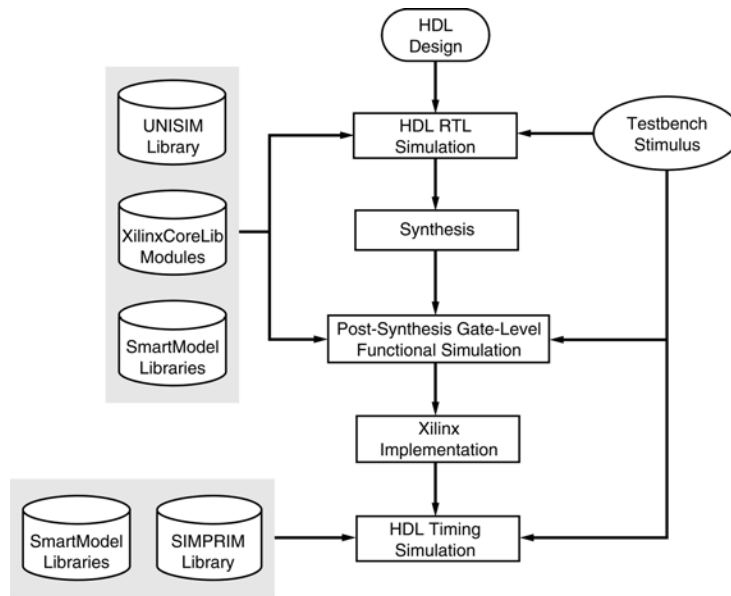 HDL
Design
UNISIM
Library
HDL RTL
Simulation
Testbench
Stimulus
XilinxCoreLib
Modules
Synthesis
SmartModel
Libraries
Post-Synthesis Gate-Level
Functional Simulation
Xilinx
Implementation
SmartModel
Libraries
SIMPRIM
Library
HDL Timing
Simulation